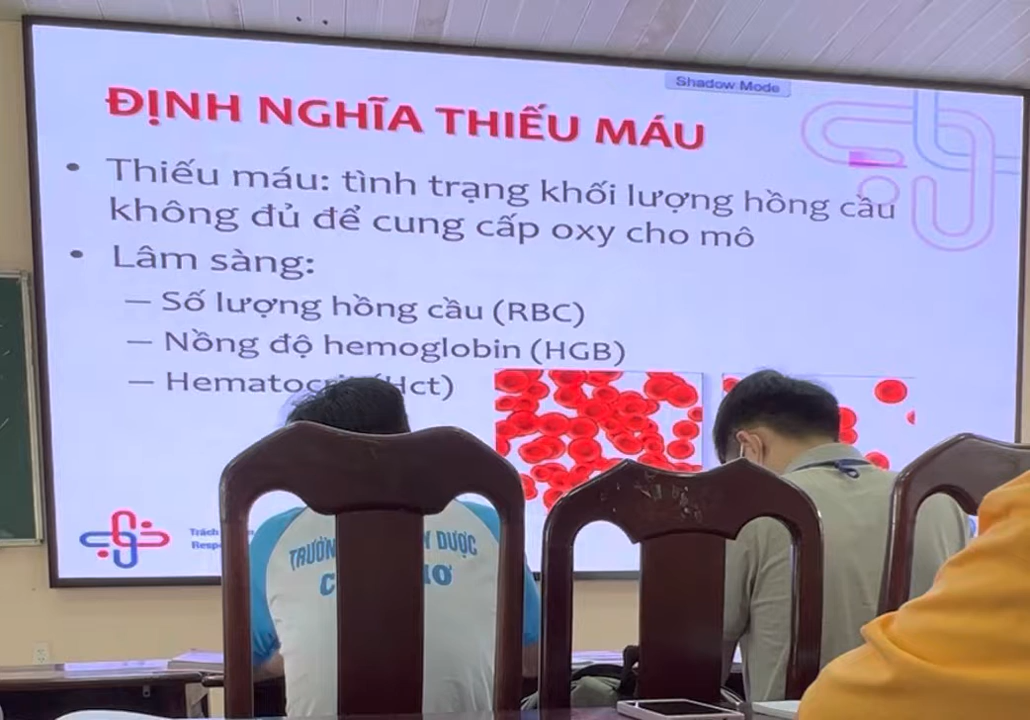 Shadow Mode
ĐỊNH NGHĨA THIẾU MÁU
• Thiếu máu: tình trạng khối lượng hồng cầu
không đủ để cung cấp oxy cho mô
• Lâm sàng:
— Số lượng hồng cầu (RBC)
— Nồng độ hemoglobin (HGB)
— Hematocrit (Hct)
Trách
Resp
TRƯỜN DƯỢC
C Ơ